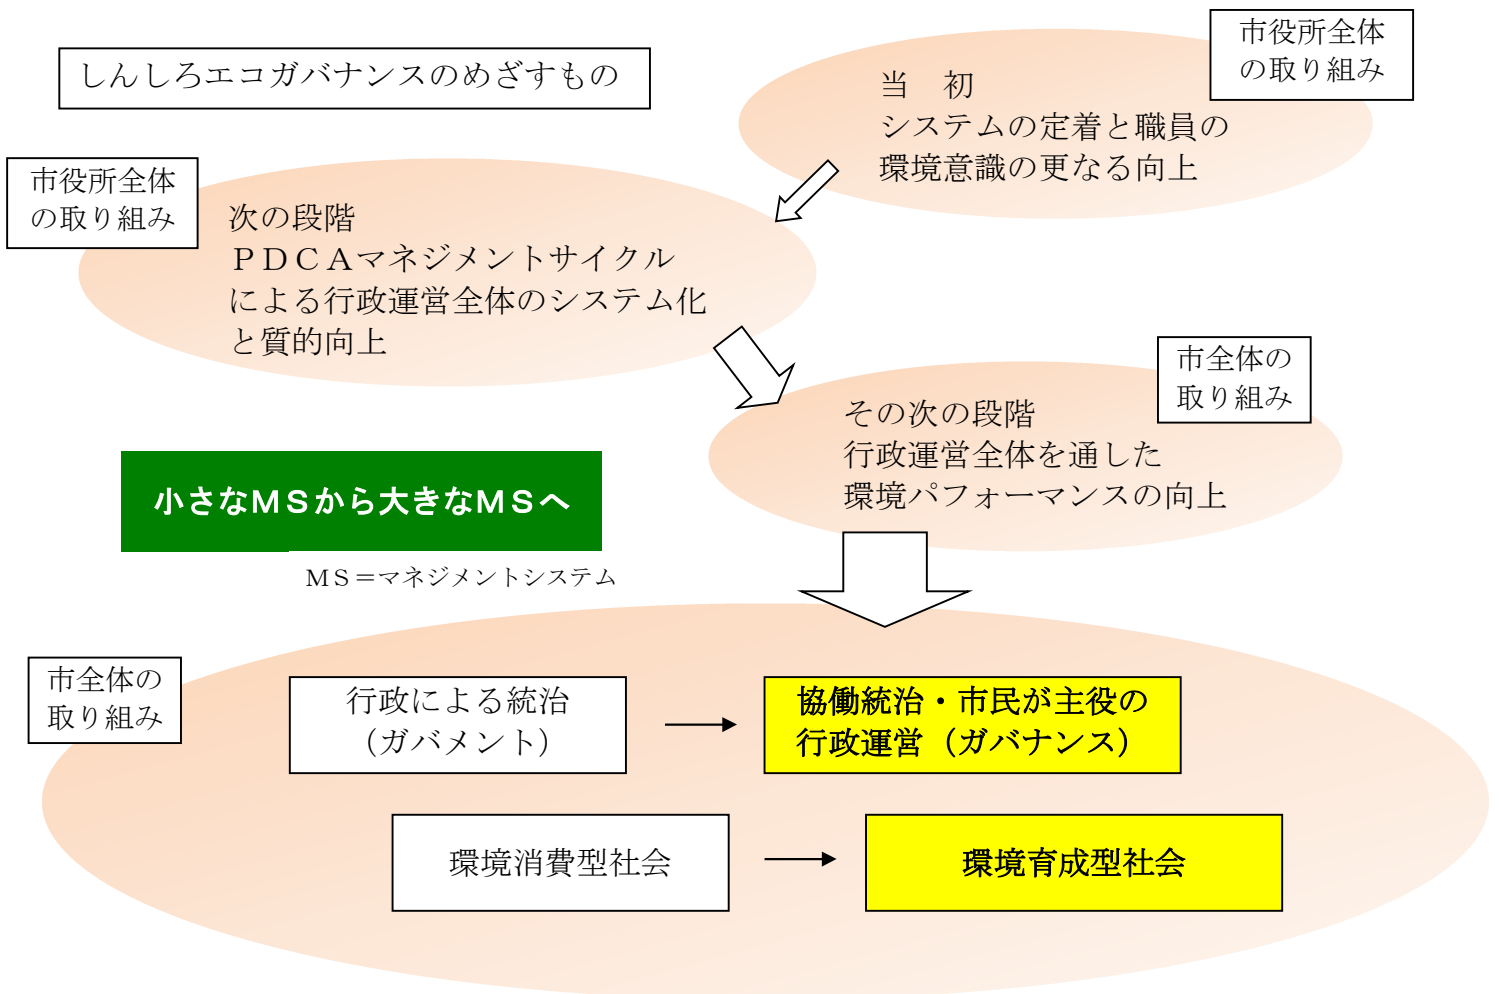 しんしろエコガバナンスのめざすもの
市役所全体
の取り組み
当　初
システムの定着と職員の
環境意識の更なる向上
市役所全体
の取り組み
次の段階
ＰＤＣＡマネジメントサイクル
による行政運営全体のシステム化
と質的向上
市全体の
取り組み
その次の段階
行政運営全体を通した
環境パフォーマンスの向上
小さなＭＳから大きなＭＳへ
ＭＳ＝マネジメントシステム
市全体の
取り組み
行政による統治
（ガバメント）
協働統治・市民が主役の
行政運営（ガバナンス）
環境消費型社会
環境育成型社会